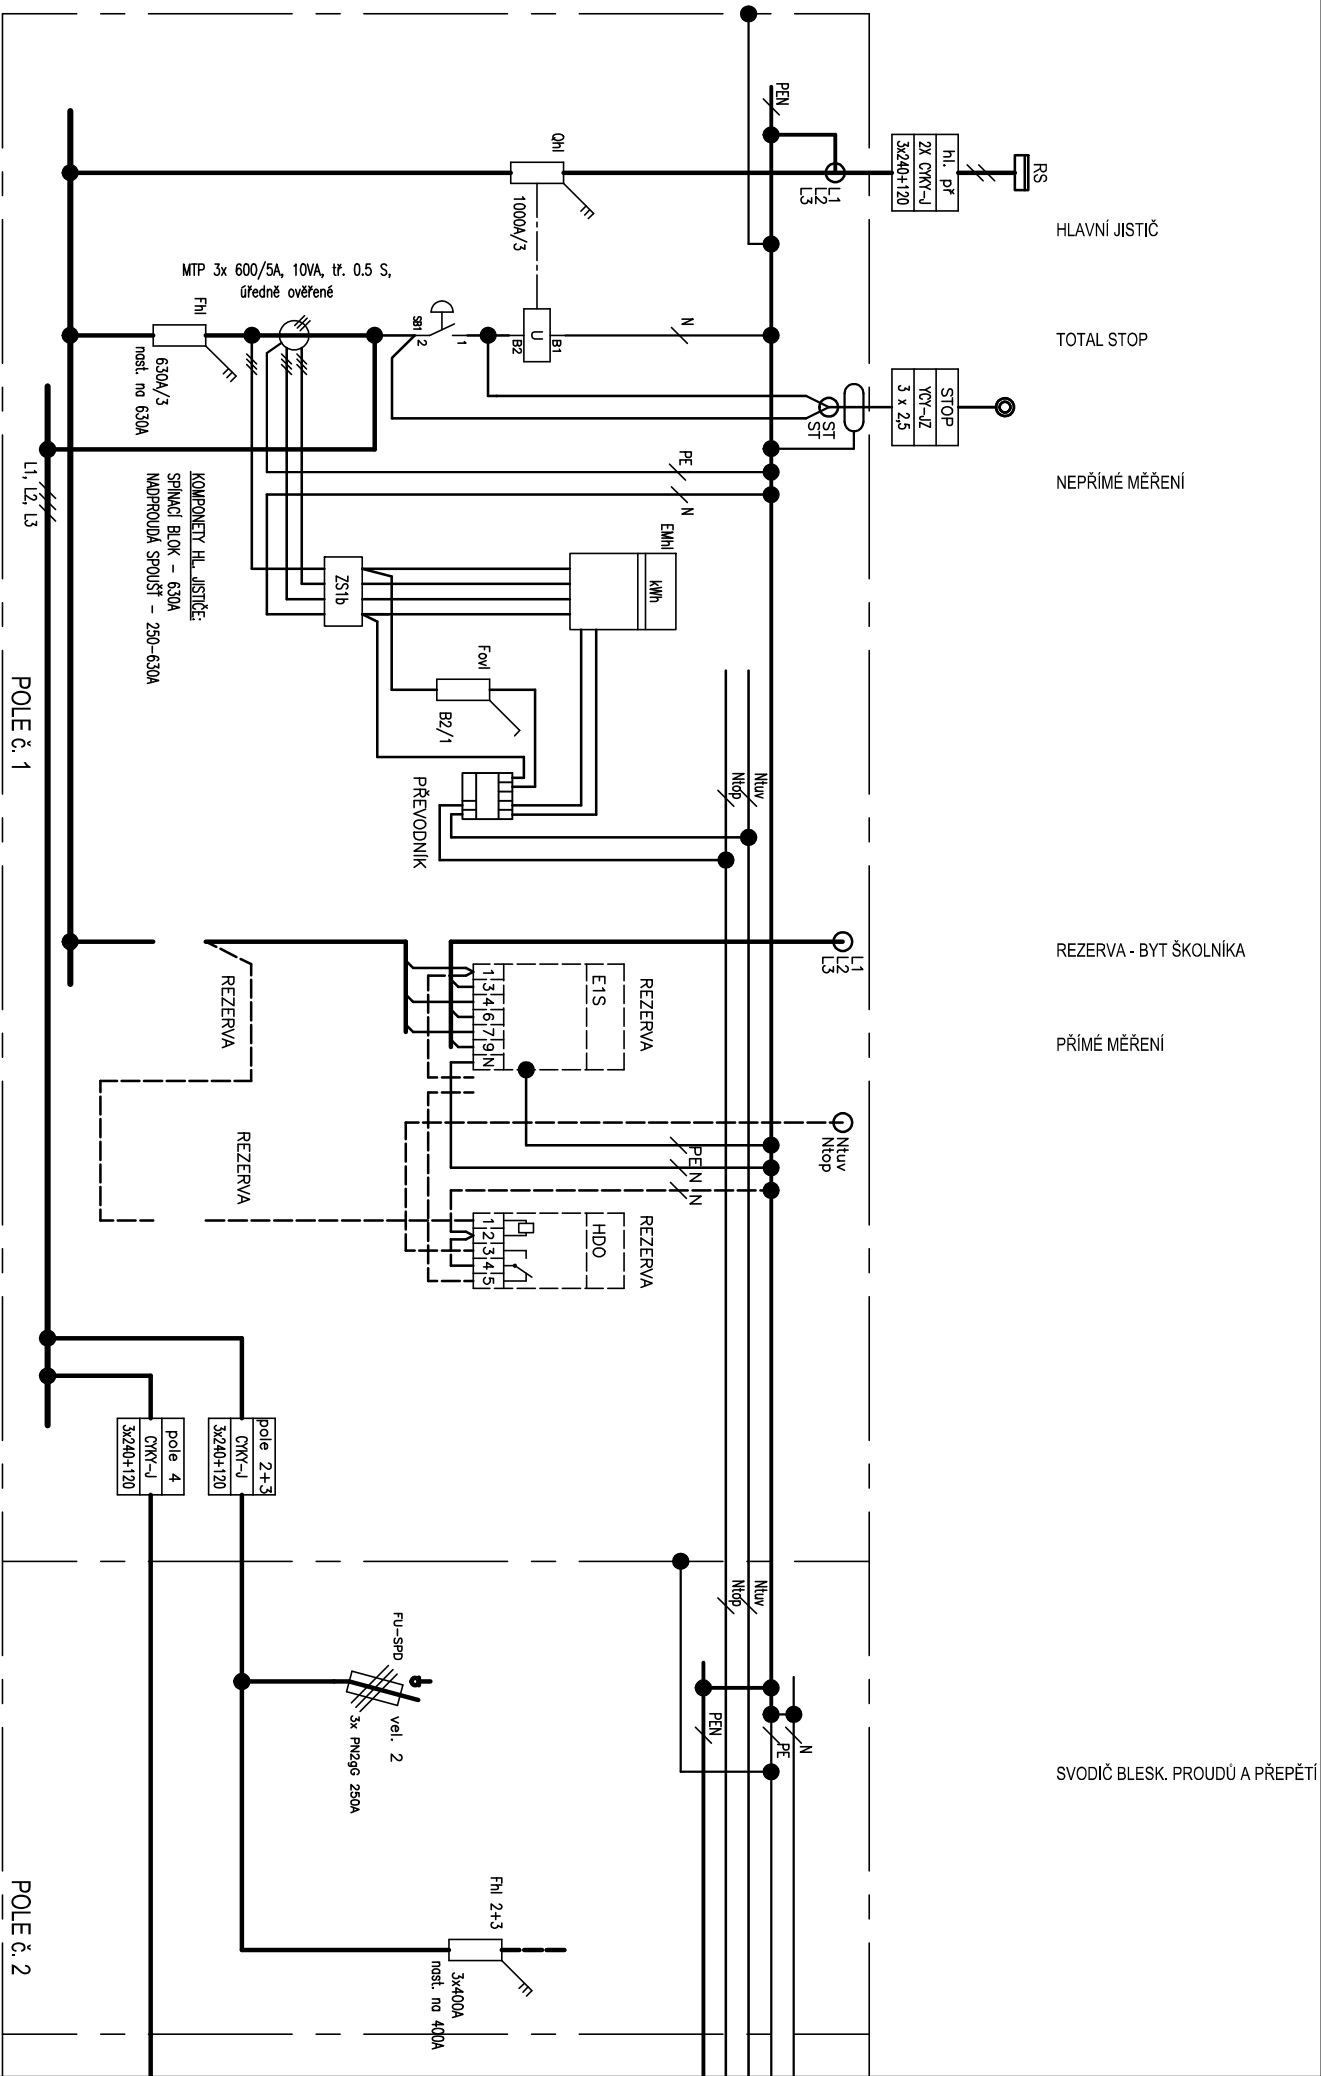 RS
hl. př
2X CYKY-J
3x240+120
HLAVNÍ JISTIČ
PEN
L1
L2
L3
Qhl
1000A/3
MTP 3x 600/5A, 10VA, tř. 0.5 S,
úředně ověřené
Fhl
630A/3
nast. na 630A
SB1
2
1
U
B1
B2
N
TOTAL STOP
STOP
YCY-JZ
3 x 2,5
ST
ST
PE
N
NEPŘÍMÉ MĚŘENÍ
L1, L2, L3
KOMPONETY HL. JISTIČE:
SPÍNACÍ BLOK - 630A
NADPROUDÁ SPOUŠŤ - 250-630A
ZS1b
EMhl
kWh
Fovl
B2/1
PŘEVODNÍK
Ntuv
Ntop
POLE č. 1
REZERVA - BYT ŠKOLNÍKA
L1
L2
L3
REZERVA
E1S
1
3
4
6
7
9
N
REZERVA
PŘÍMÉ MĚŘENÍ
Ntuv
Ntop
PE
N
N
REZERVA
REZERVA
HDO
1
2
3
4
5
pole 2+3
CYKY-J
3x240+120
pole 4
CYKY-J
3x240+120
Ntuv
Ntop
FU-SPD
vel. 2
3x PN2gG 250A
PEN
PE
N
SVODIČ BLESK. PROUDŮ A PŘEPĚTÍ
Fhl 2+3
3x400A
nast. na 400A
POLE č. 2